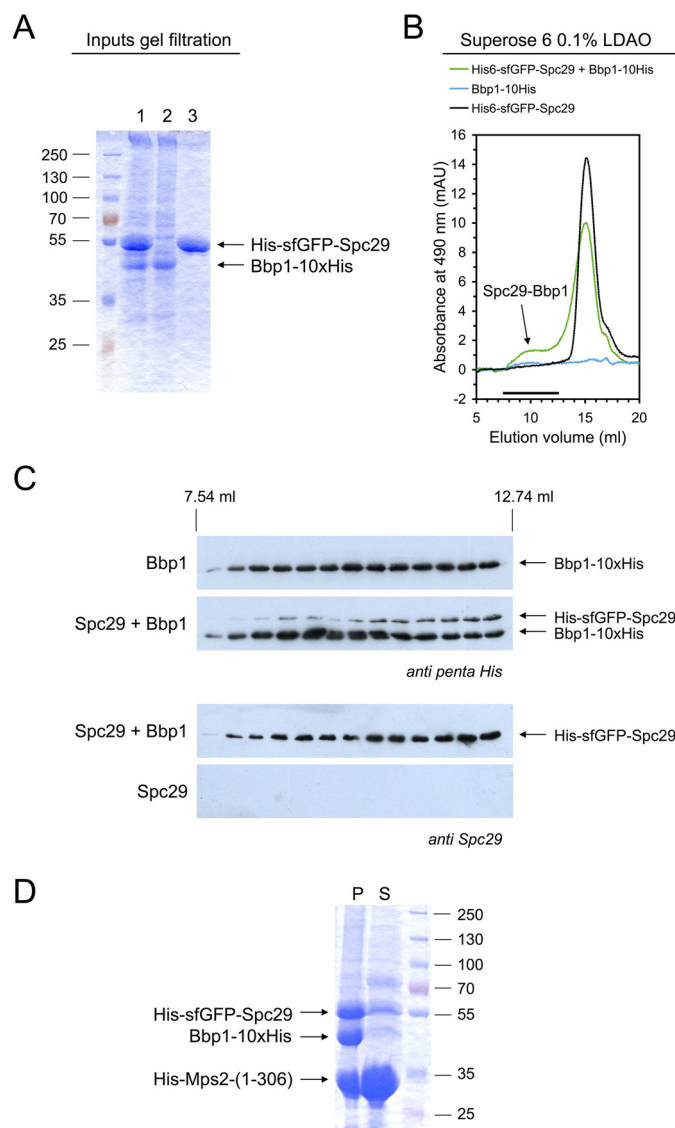 A
Inputs gel filtration
1 2 3
250
130
100
70
55
35
25
His-sfGFP-Spc29
Bbp1-10xHis
B
Superose 6 0.1% LDAO
His6-sfGFP-Spc29 + Bbp1-10His
Bbp1-10His
His6-sfGFP-Spc29
Absorbance at 490 nm (mAU)
16
14
12
10
8
6
4
2
0
-2
Spc29-Bbp1
5 10 15 20
Elution volume (ml)
C
7.54 ml 12.74 ml
Bbp1
Bbp1-10xHis
Spc29 + Bbp1
His-sfGFP-Spc29
Bbp1-10xHis
anti penta His
Spc29 + Bbp1
His-sfGFP-Spc29
Spc29
anti Spc29
D
P S
His-sfGFP-Spc29
Bbp1-10xHis
His-Mps2-(1-306)
250
130
100
70
55
35
25